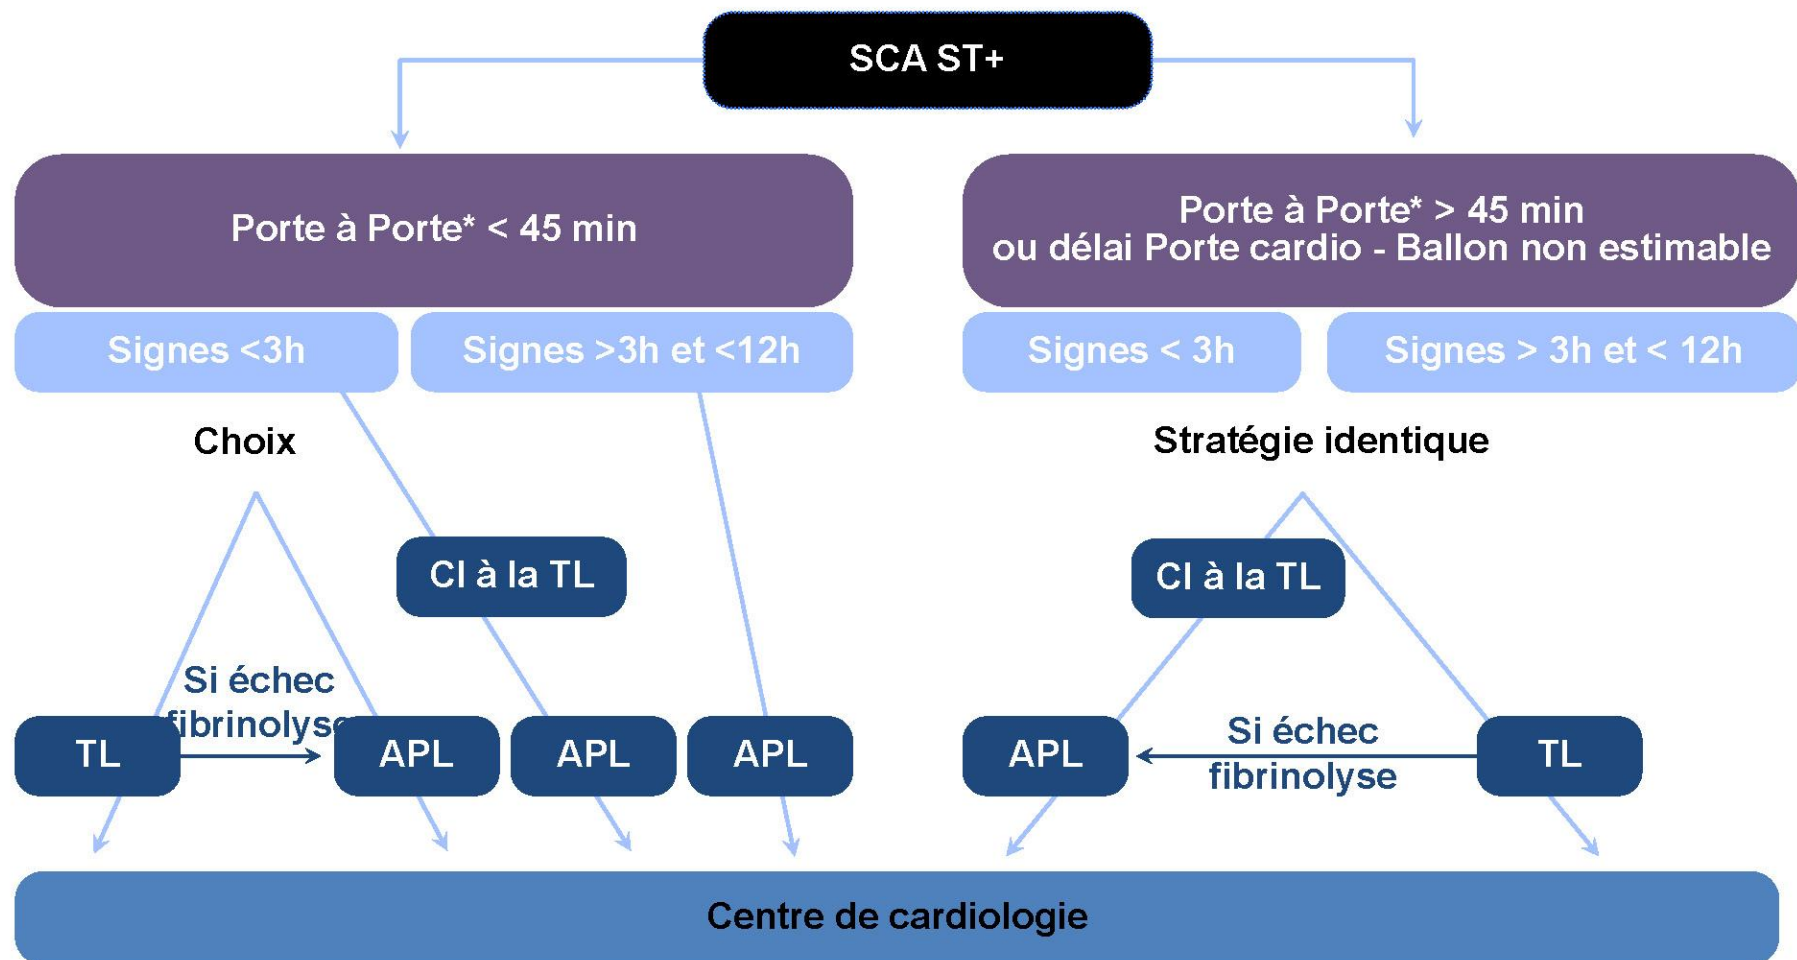 SCA ST+
Porte à Porte* < 45 min
Porte à Porte* > 45 min
ou délai Porte cardio - Ballon non estimable
Signes <3h
Signes >3h et <12h
Signes < 3h
Signes > 3h et < 12h
Choix
Stratégie identique
CI à la TL
CI à la TL
Si échec
fibrinolyse
TL
APL
APL
APL
APL
Si échec
fibrinolyse
TL
Centre de cardiologie